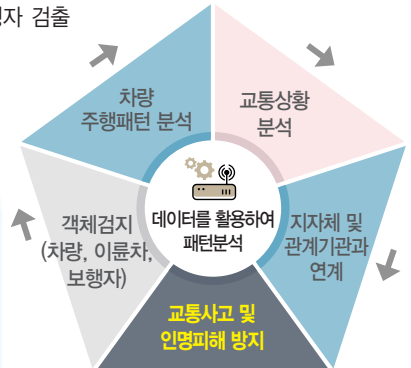 자 검출
차량
주행패턴 분석
교통상황
분석
데이터를 활용하여
패턴분석
객체검지
(차량, 이륜차,
보행자)
지자체 및
관계기관과
연계
교통사고 및
인명피해 방지